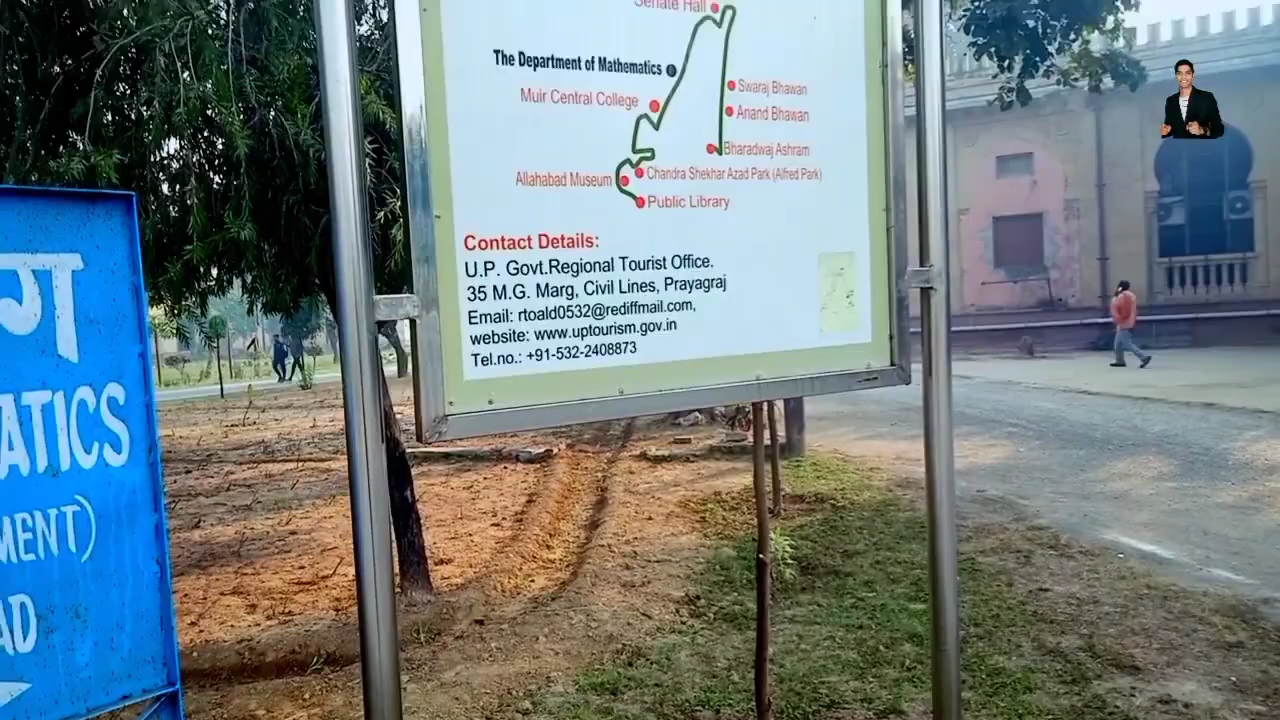 Senate Hall
The Department of Mathematics
Swaraj Bhawan
Muir Central College
Anand Bhawan
Bharadwaj Ashram
Chandra Shekhar Azad Park (Alfred Park)
Allahabad Museum
Public Library
Contact Details:
U.P. Govt.Regional Tourist Office.
35 M.G. Marg, Civil Lines, Prayagraj
Email: rtoald0532@rediffmail.com,
website: www.uptourism.gov.in
Tel.no.: +91-532-2408873
ग
ATICS
MENT)
AD